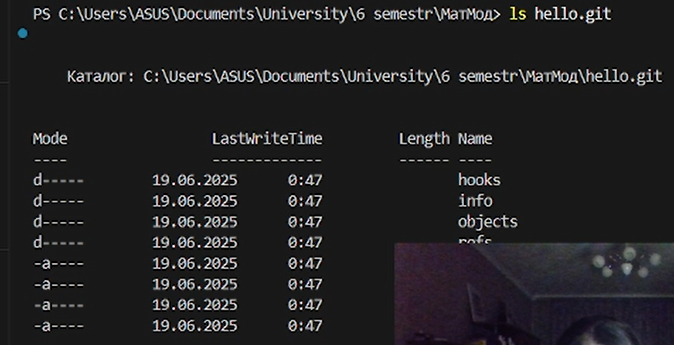 PS C:\Users\ASUS\Documents\University\6 semestr\МатМод> ls hello.git
Каталог: C:\Users\ASUS\Documents\University\6 semestr\МатМод\hello.git
Mode LastWriteTime Length Name
---- ------------- ------ ----
d----- 19.06.2025 0:47 hooks
d----- 19.06.2025 0:47 info
d----- 19.06.2025 0:47 objects
d----- 19.06.2025 0:47 refs
-a---- 19.06.2025 0:47
-a---- 19.06.2025 0:47
-a---- 19.06.2025 0:47
-a---- 19.06.2025 0:47